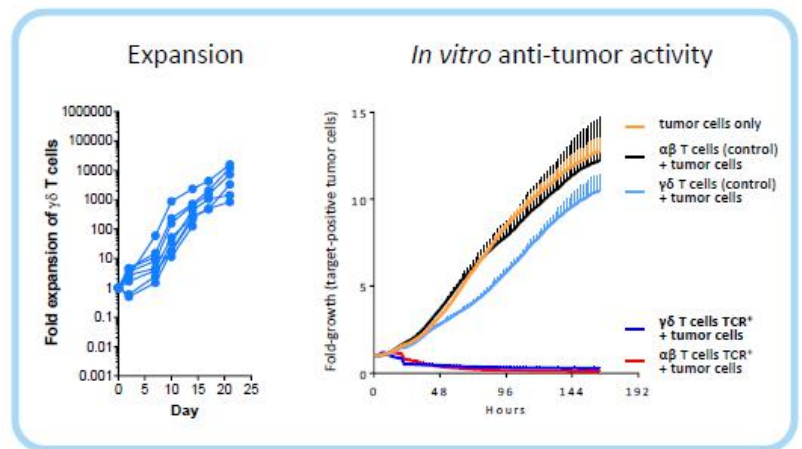 Expansion
In vitro anti-tumor activity
Fold expansion of γδ T cells
1000000
100000
10000
1000
100
10
1
0.1
0.01
0.001
0 5 10 15 20 25
Day
Fold-growth (target-positive tumor cells)
15
10
5
0
0 48 96 144 192
Hours
tumor cells only
αβ T cells (control)
+ tumor cells
γδ T cells (control)
+ tumor cells
γδ T cells TCR⁺
+ tumor cells
αβ T cells TCR⁺
+ tumor cells